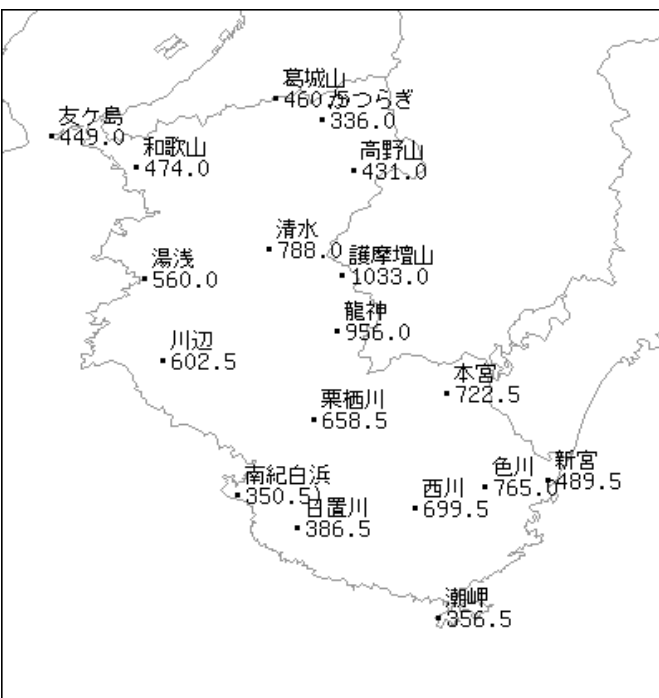 葛城山
460.5
かつらぎ
336.0
友ケ島
449.0
和歌山
474.0
高野山
431.0
清水
788.0
護摩壇山
1033.0
湯浅
560.0
龍神
956.0
川辺
602.5
本宮
722.5
栗栖川
658.5
新宮
489.5
色川
765.0
南紀白浜
350.5)
西川
699.5
日置川
386.5
潮岬
356.5